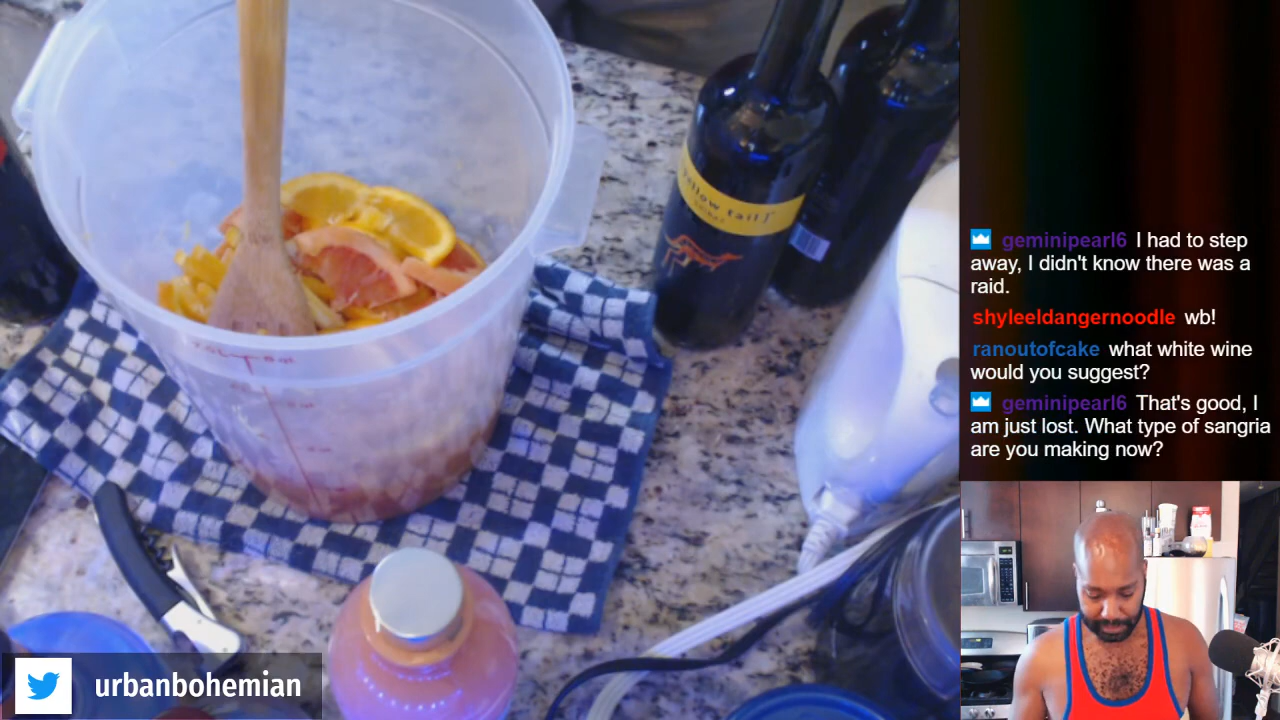 yellow tail
geminipearl6 I had to step
away, I didn't know there was a
raid.
shyleeldangernoodle wb!
ranoutofcake what white wine
would you suggest?
geminipearl6 That's good, I
am just lost. What type of sangria
are you making now?
urbanbohemian